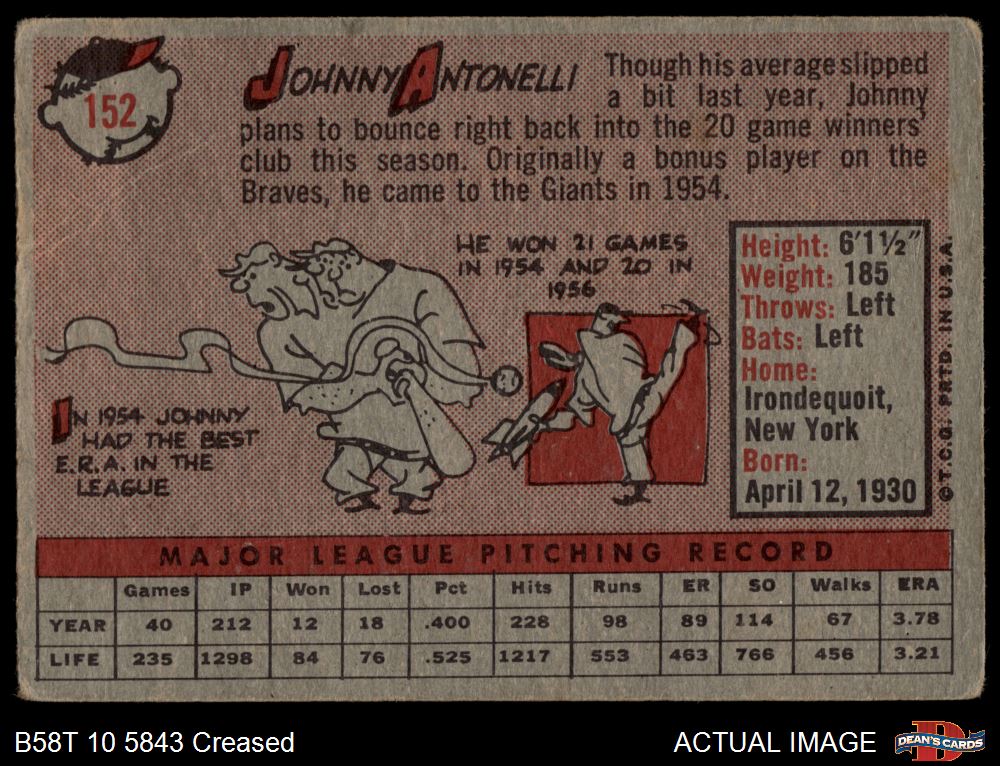 152
JOHNNY ANTONELLI
Though his average slipped
a bit last year, Johnny
plans to bounce right back into the 20 game winners'
club this season. Originally a bonus player on the
Braves, he came to the Giants in 1954.
HE WON 21 GAMES
IN 1954 AND 20 IN
1956
IN 1954 JOHNNY
HAD THE BEST
E.R.A. IN THE
LEAGUE
Height: 6'1½"
Weight: 185
Throws: Left
Bats: Left
Home:
Irondequoit,
New York
Born:
April 12, 1930
© T.C.G. PRTD. IN U.S.A.
MAJOR LEAGUE PITCHING RECORD
Games IP Won Lost Pct Hits Runs ER SO Walks ERA
YEAR 40 212 12 18 .400 228 98 89 114 67 3.78
LIFE 235 1298 84 76 .525 1217 553 463 766 456 3.21
B58T 10 5843 Creased
ACTUAL IMAGE
DEAN'S CARDS